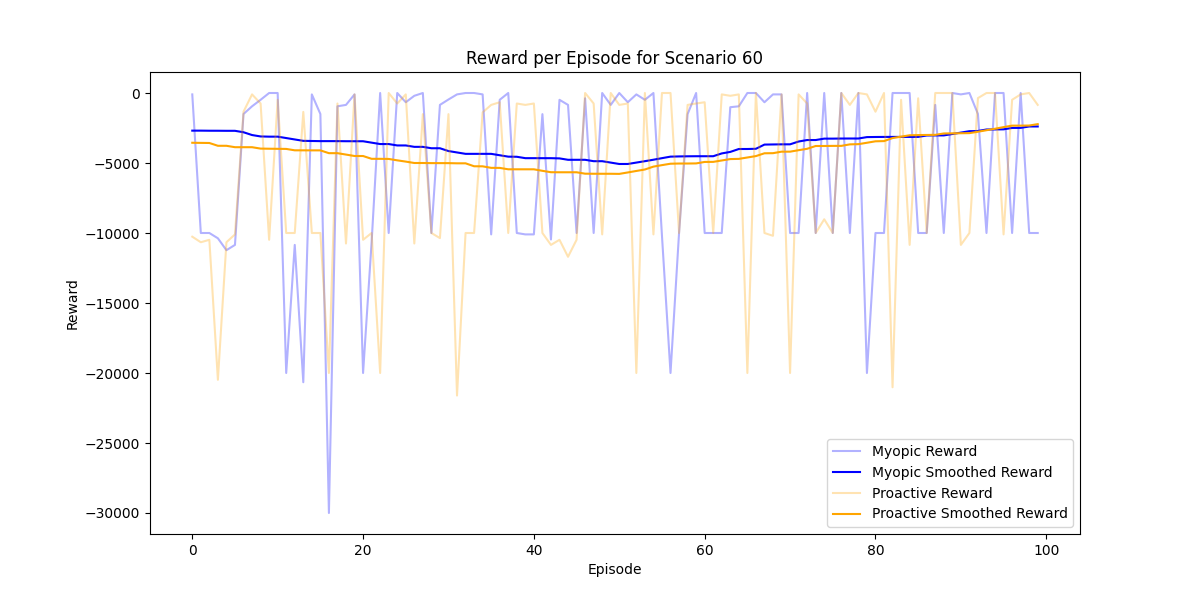 Reward per Episode for Scenario 60
Reward
0
−5000
−10000
−15000
−20000
−25000
−30000
0 20 40 60 80 100
Episode
Myopic Reward
Myopic Smoothed Reward
Proactive Reward
Proactive Smoothed Reward